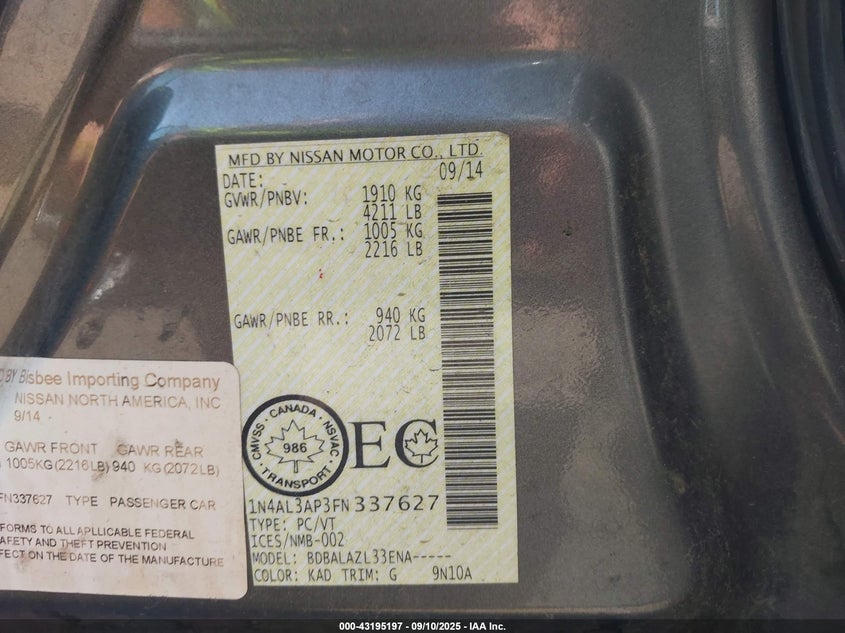 MFD BY NISSAN MOTOR CO., LTD.
DATE: 09/14
GVWR/PNBV: 1910 KG
4211 LB
GAWR/PNBE FR.: 1005 KG
2216 LB
GAWR/PNBE RR.: 940 KG
2072 LB
CANADA · NSVAC · TRANSPORT · CMVSS ·
986
EC
1N4AL3AP3FN337627
TYPE: PC/VT
ICES/NMB-002
MODEL: BDBALAZL33ENA-----
COLOR: KAD TRIM: G 9N10A
BY Bisbee Importing Company
NISSAN NORTH AMERICA, INC
9/14
GAWR FRONT GAWR REAR
1005KG(2216LB) 940 KG(2072LB)
FN337627 TYPE PASSENGER CAR
FORMS TO ALL APLLICABLE FEDERAL
AFETY AND THEFT PREVENTION
FFECT ON THE DATE OF THE MANUFACTURE
000-43195197 - 09/10/2025 - IAA Inc.